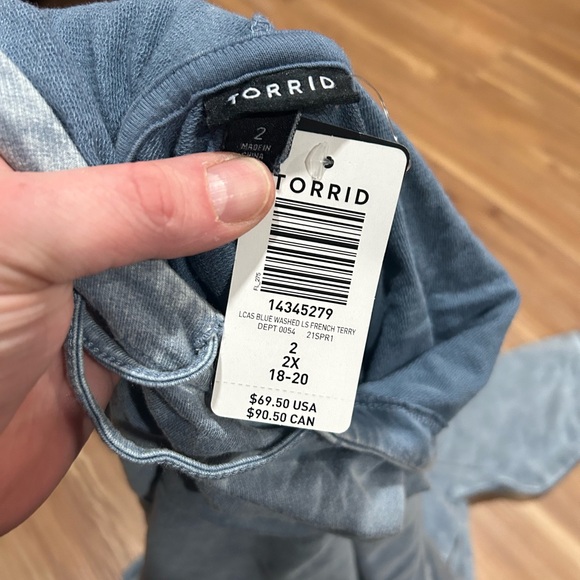 TORRID
2
MADE IN
CHINA
TORRID
FL_275
14345279
LCAS BLUE WASHED LS FRENCH TERRY
DEPT 0054 21SPR1
2
2X
18-20
$69.50 USA
$90.50 CAN